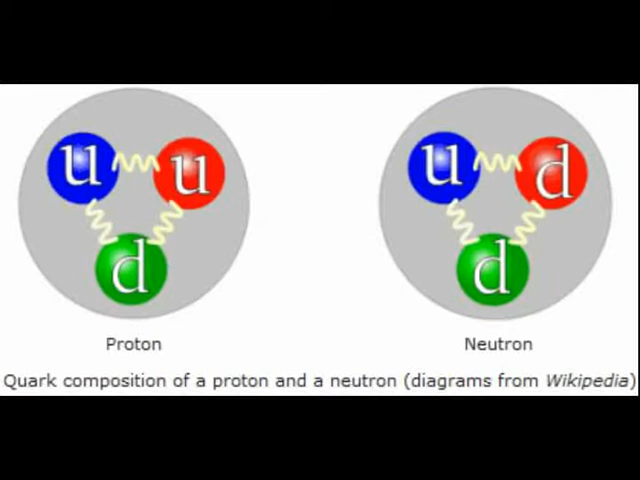 u u u d
d d
Proton Neutron
Quark composition of a proton and a neutron (diagrams from Wikipedia)